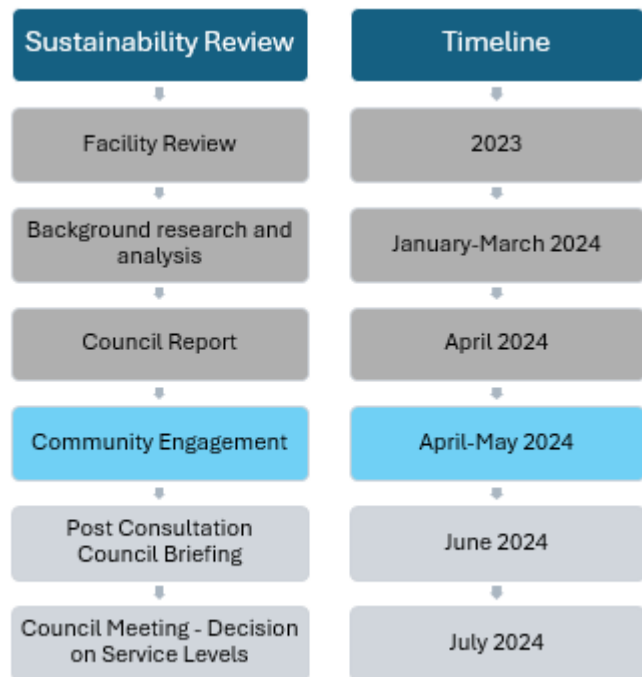 Sustainability Review
Timeline
Facility Review
2023
Background research and
analysis
January-March 2024
Council Report
April 2024
Community Engagement
April-May 2024
Post Consultation
Council Briefing
June 2024
Council Meeting - Decision
on Service Levels
July 2024